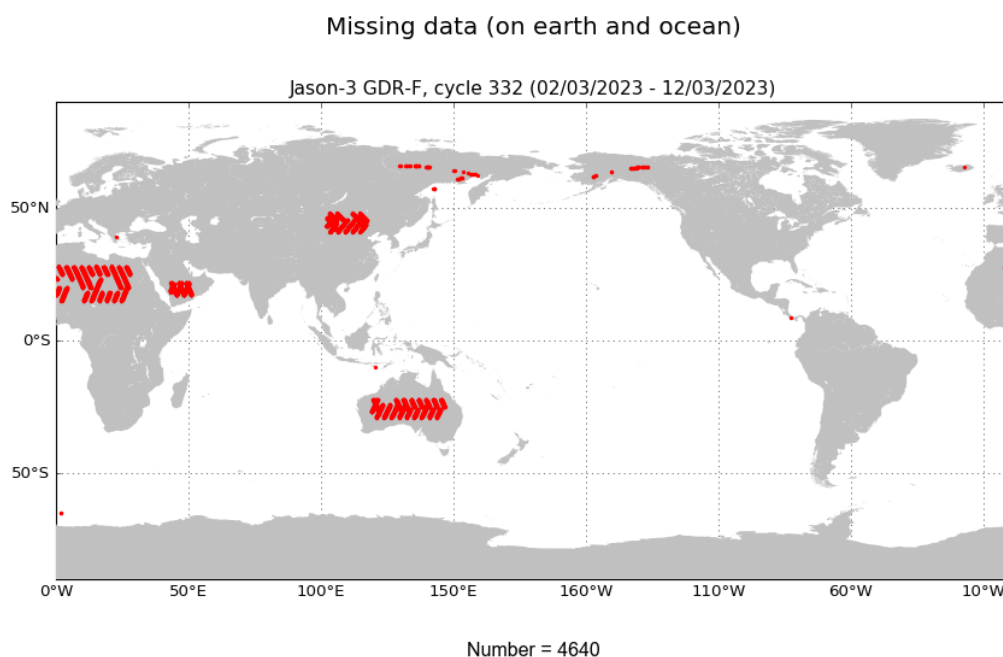 Missing data (on earth and ocean)
Jason-3 GDR-F, cycle 332 (02/03/2023 - 12/03/2023)
50°N
0°S
50°S
0°W 50°E 100°E 150°E 160°W 110°W 60°W 10°W
Number = 4640